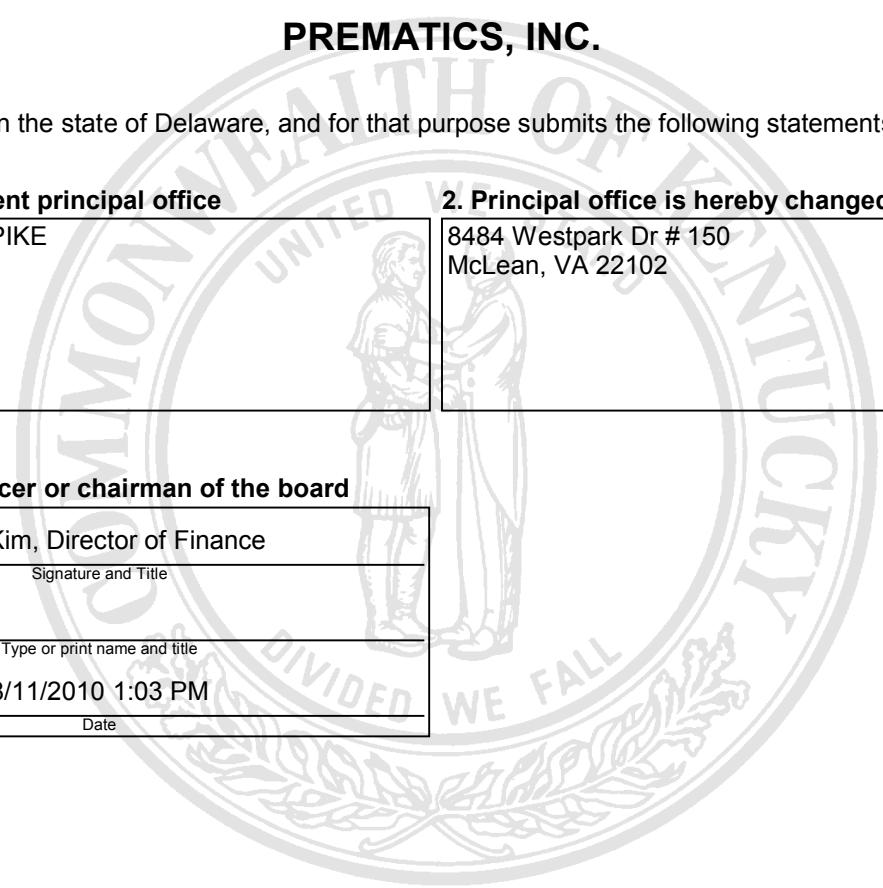 PREMATICS, INC.
n the state of Delaware, and for that purpose submits the following statements
ent principal office
2. Principal office is hereby changed
PIKE
8484 Westpark Dr # 150
McLean, VA 22102
cer or chairman of the board
Kim, Director of Finance
Signature and Title
Type or print name and title
3/11/2010 1:03 PM
Date
COMMONWEALTH OF KENTUCKY
UNITED WE
DIVIDED WE FALL